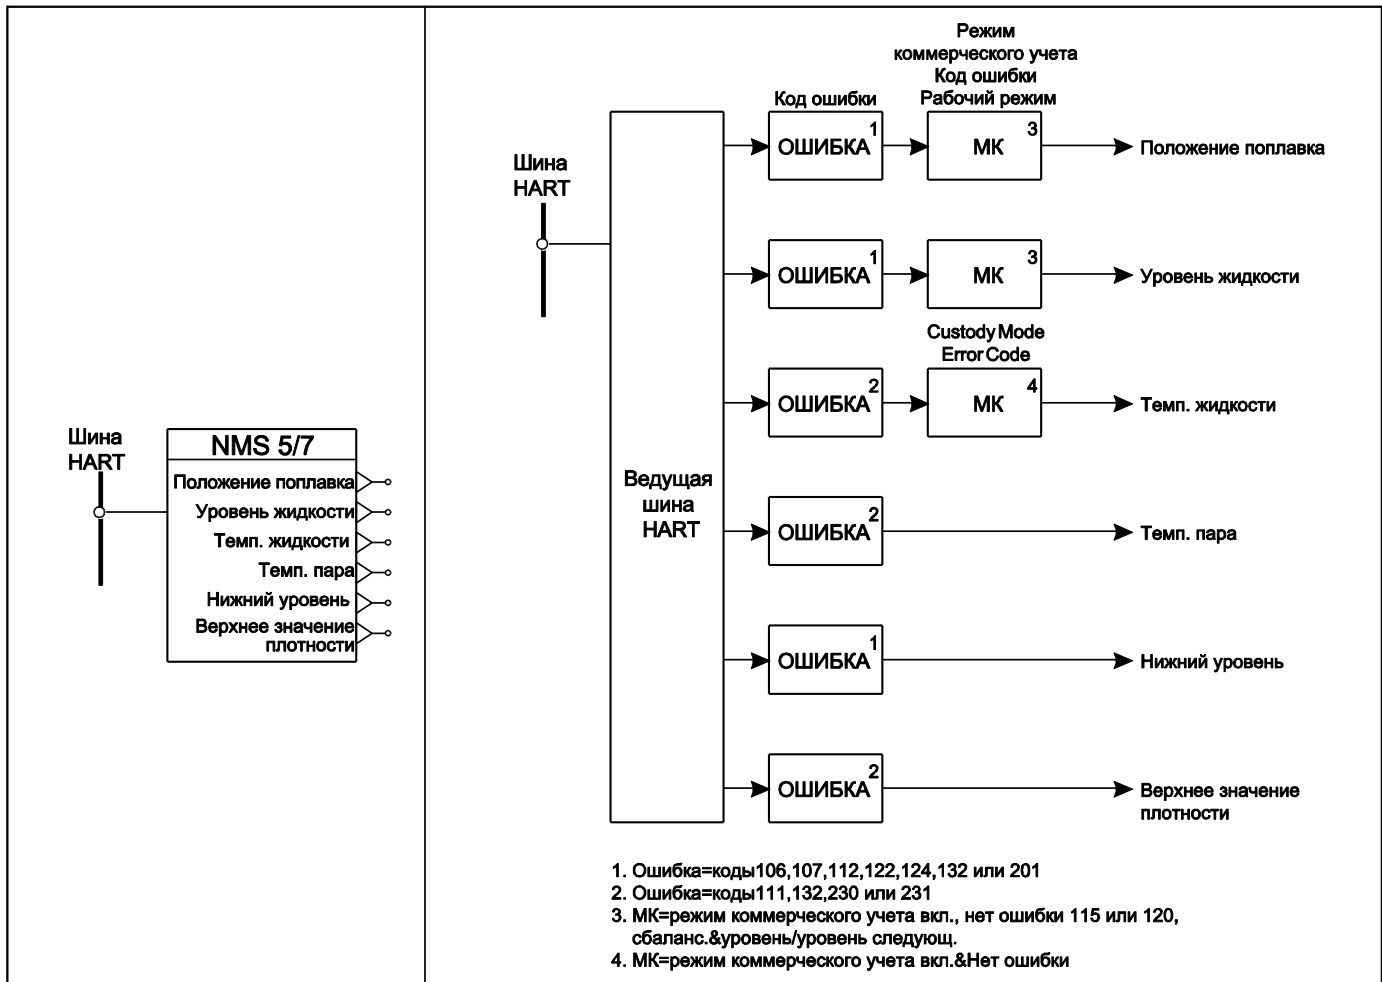 Шина
HART
NMS 5/7
Положение поплавка
Уровень жидкости
Темп. жидкости
Темп. пара
Нижний уровень
Верхнее значение
плотности
Шина
HART
Ведущая
шина
HART
Код ошибки
Режим
коммерческого учета
Код ошибки
Рабочий режим
ОШИБКА 1
МК 3
Положение поплавка
ОШИБКА 1
МК 3
Уровень жидкости
Custody Mode
Error Code
ОШИБКА 2
МК 4
Темп. жидкости
ОШИБКА 2
Темп. пара
ОШИБКА 1
Нижний уровень
ОШИБКА 2
Верхнее значение
плотности
1. Ошибка=коды106,107,112,122,124,132 или 201
2. Ошибка=коды111,132,230 или 231
3. МК=режим коммерческого учета вкл., нет ошибки 115 или 120,
сбаланс.&уровень/уровень следующ.
4. МК=режим коммерческого учета вкл.&Нет ошибки